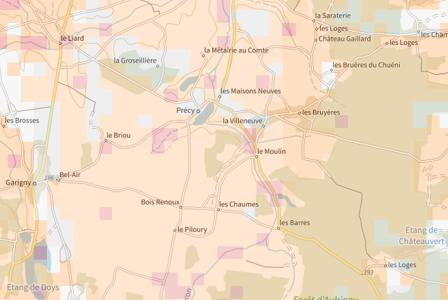 la Saraterie
les Loges
le Liard
Château Gaillard
les Loges
la Métairie au Comte
la Groseillière
les Bruères du Chuéni
les Maisons Neuves
Précy
les Brosses
la Villeneuve
les Bruyères
le Briou
le Moulin
Bel-Air
Garigny
Bois Renoux
les Chaumes
le Piloury
les Barres
Étang de
Châteauvert
les Loges
Étang de Doys
Forêt d'Aubigny